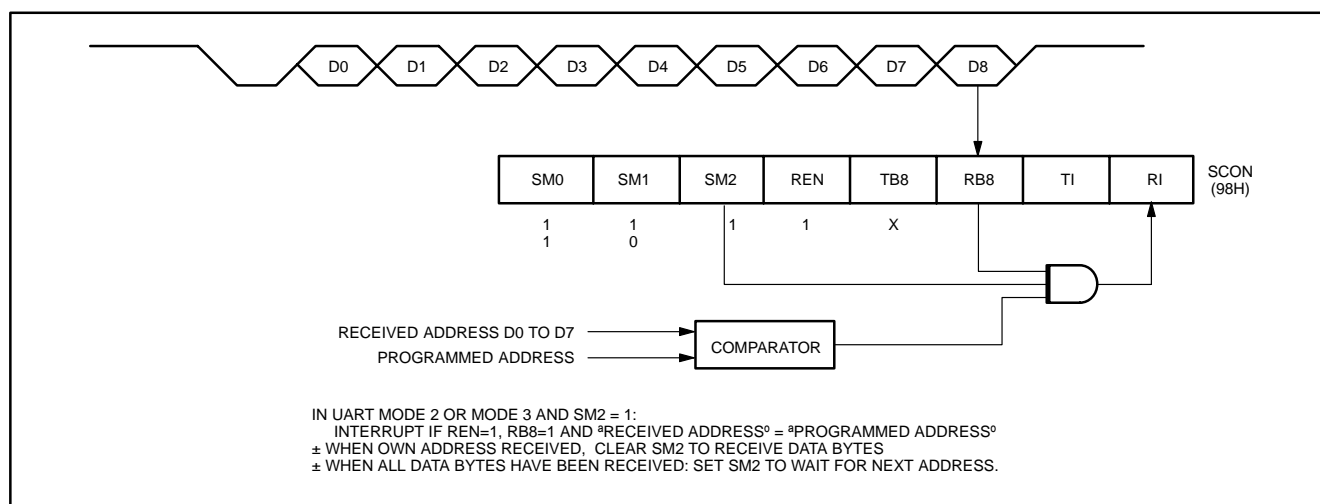 D0 D1 D2 D3 D4 D5 D6 D7 D8
SM0 SM1 SM2 REN TB8 RB8 TI RI
SCON
(98H)
1 1 1 1 X
1 0
RECEIVED ADDRESS D0 TO D7
PROGRAMMED ADDRESS
COMPARATOR
IN UART MODE 2 OR MODE 3 AND SM2 = 1:
INTERRUPT IF REN=1, RB8=1 AND ªRECEIVED ADDRESSº = ªPROGRAMMED ADDRESSº
± WHEN OWN ADDRESS RECEIVED, CLEAR SM2 TO RECEIVE DATA BYTES
± WHEN ALL DATA BYTES HAVE BEEN RECEIVED: SET SM2 TO WAIT FOR NEXT ADDRESS.